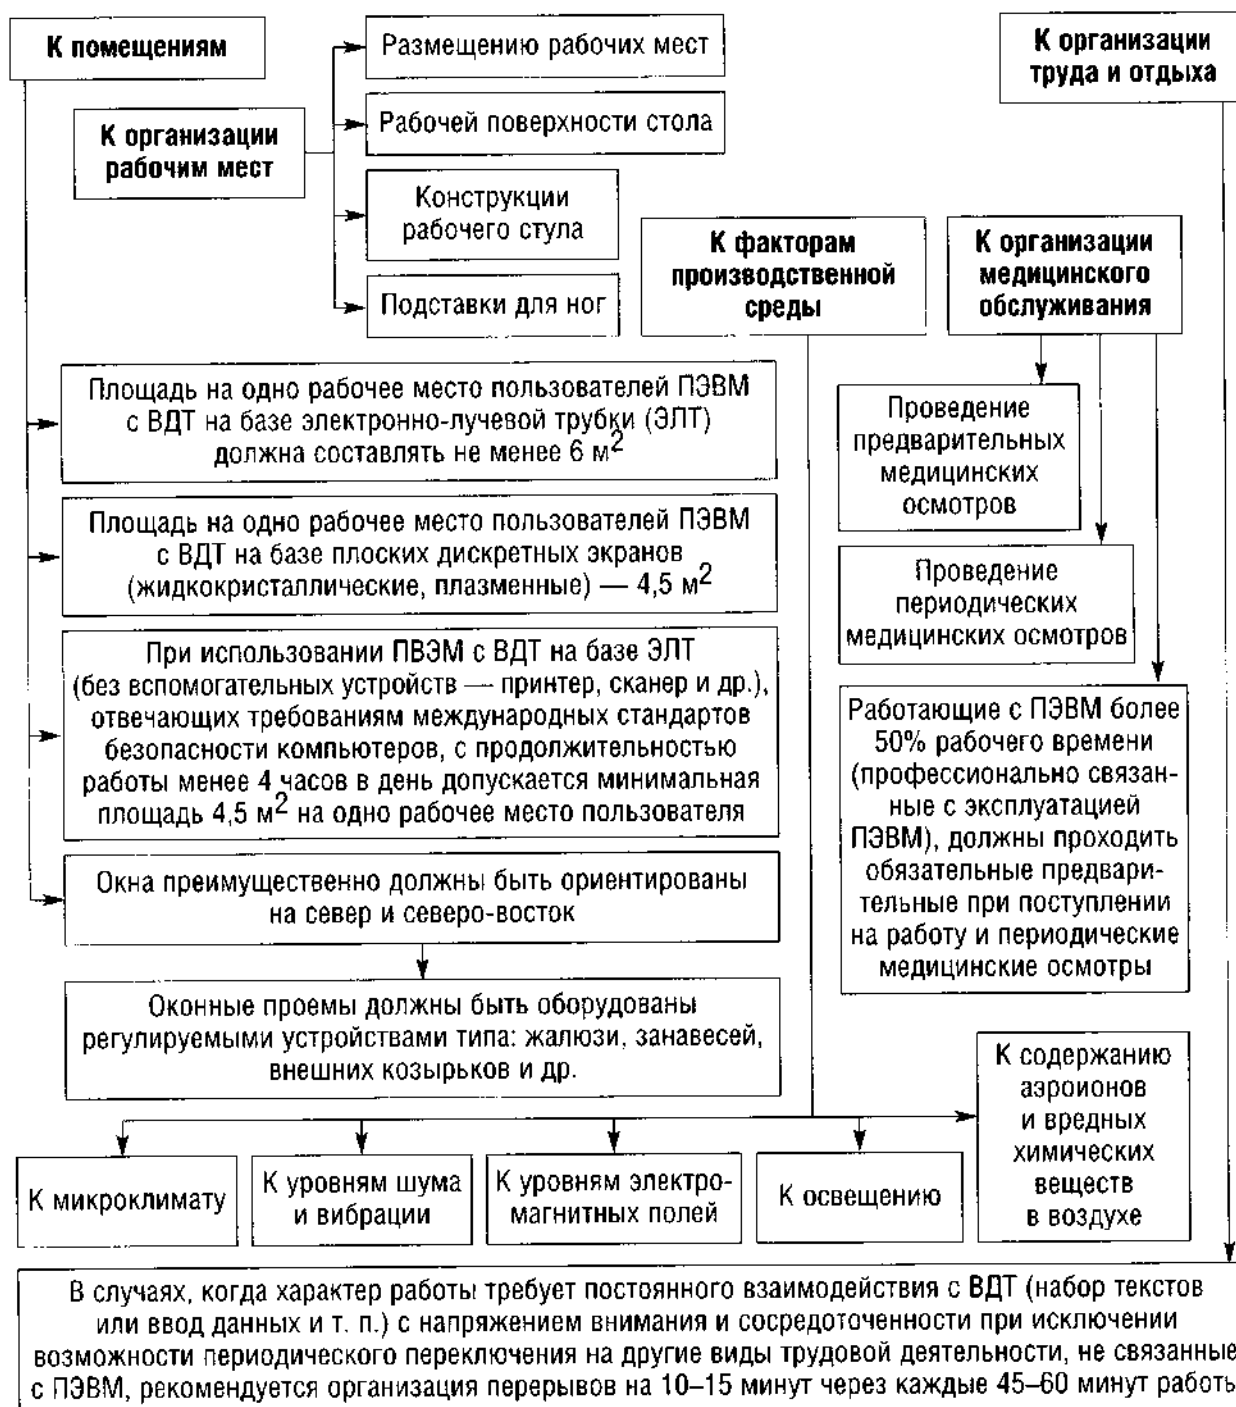 К помещениям
К организации
рабочим мест
Размещению рабочих мест
Рабочей поверхности стола
Конструкции
рабочего стула
Подставки для ног
К организации
труда и отдыха
К факторам
производственной
среды
К организации
медицинского
обслуживания
Площадь на одно рабочее место пользователей ПЭВМ
с ВДТ на базе электронно-лучевой трубки (ЭЛТ)
должна составлять не менее 6 м²
Площадь на одно рабочее место пользователей ПЭВМ
с ВДТ на базе плоских дискретных экранов
(жидкокристаллические, плазменные) — 4,5 м²
При использовании ПВЭМ с ВДТ на базе ЭЛТ
(без вспомогательных устройств — принтер, сканер и др.),
отвечающих требованиям международных стандартов
безопасности компьютеров, с продолжительностью
работы менее 4 часов в день допускается минимальная
площадь 4,5 м² на одно рабочее место пользователя
Окна преимущественно должны быть ориентированы
на север и северо-восток
Оконные проемы должны быть оборудованы
регулируемыми устройствами типа: жалюзи, занавесей,
внешних козырьков и др.
Проведение
предварительных
медицинских
осмотров
Проведение
периодических
медицинских осмотров
Работающие с ПЭВМ более
50% рабочего времени
(профессионально связан-
ные с эксплуатацией
ПЭВМ), должны проходить
обязательные предвари-
тельные при поступлении
на работу и периодические
медицинские осмотры
К микроклимату
К уровням шума
и вибрации
К уровням электро-
магнитных полей
К освещению
К содержанию
аэроионов
и вредных
химических
веществ
в воздухе
В случаях, когда характер работы требует постоянного взаимодействия с ВДТ (набор текстов
или ввод данных и т. п.) с напряжением внимания и сосредоточенности при исключении
возможности периодического переключения на другие виды трудовой деятельности, не связанные
с ПЭВМ, рекомендуется организация перерывов на 10–15 минут через каждые 45–60 минут работы